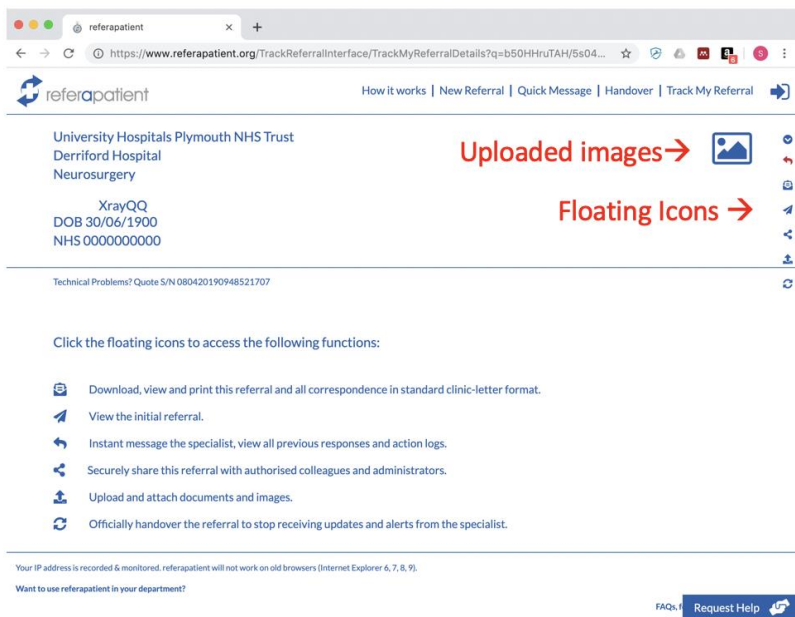 referapatient
https://www.referapatient.org/TrackReferralInterface/TrackMyReferralDetails?q=b50HHruTAH/5s04...
S
6
referapatient
How it works | New Referral | Quick Message | Handover | Track My Referral
University Hospitals Plymouth NHS Trust
Derriford Hospital
Neurosurgery
Uploaded images→
XrayQQ
DOB 30/06/1900
NHS 0000000000
Floating Icons →
Technical Problems? Quote S/N 080420190948521707
Click the floating icons to access the following functions:
Download, view and print this referral and all correspondence in standard clinic-letter format.
View the initial referral.
Instant message the specialist, view all previous responses and action logs.
Securely share this referral with authorised colleagues and administrators.
Upload and attach documents and images.
Officially handover the referral to stop receiving updates and alerts from the specialist.
Your IP address is recorded & monitored. referapatient will not work on old browsers (Internet Explorer 6, 7, 8, 9).
Want to use referapatient in your department?
FAQs,
Request Help